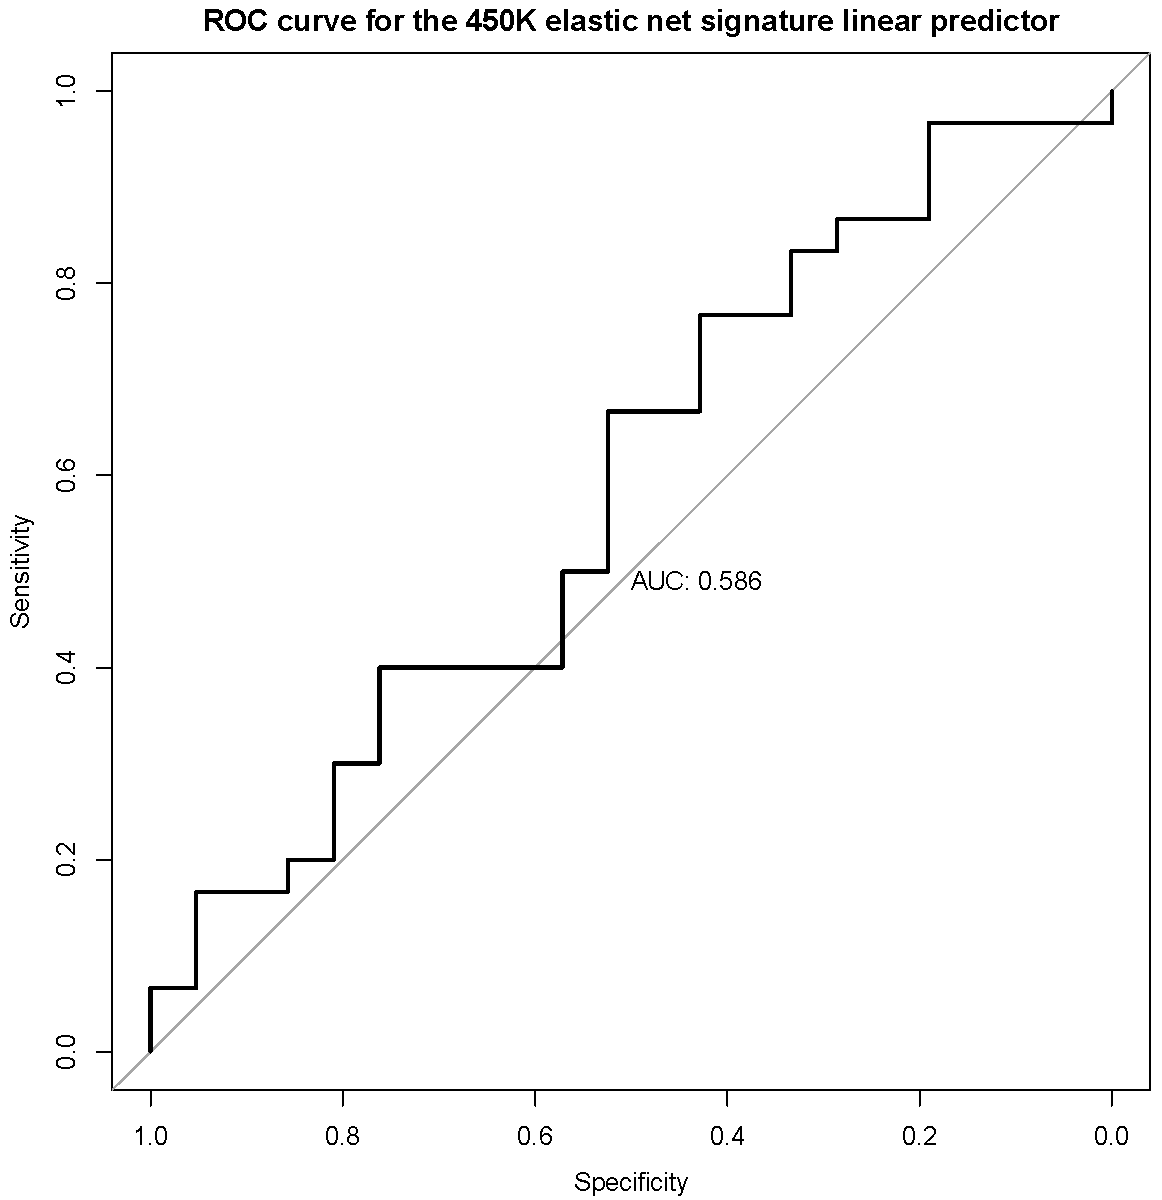 ROC curve for the 450K elastic net signature linear predictor
1.0
0.8
0.6
0.4
0.2
0.0
Sensitivity
AUC: 0.586
1.0 0.8 0.6 0.4 0.2 0.0
Specificity